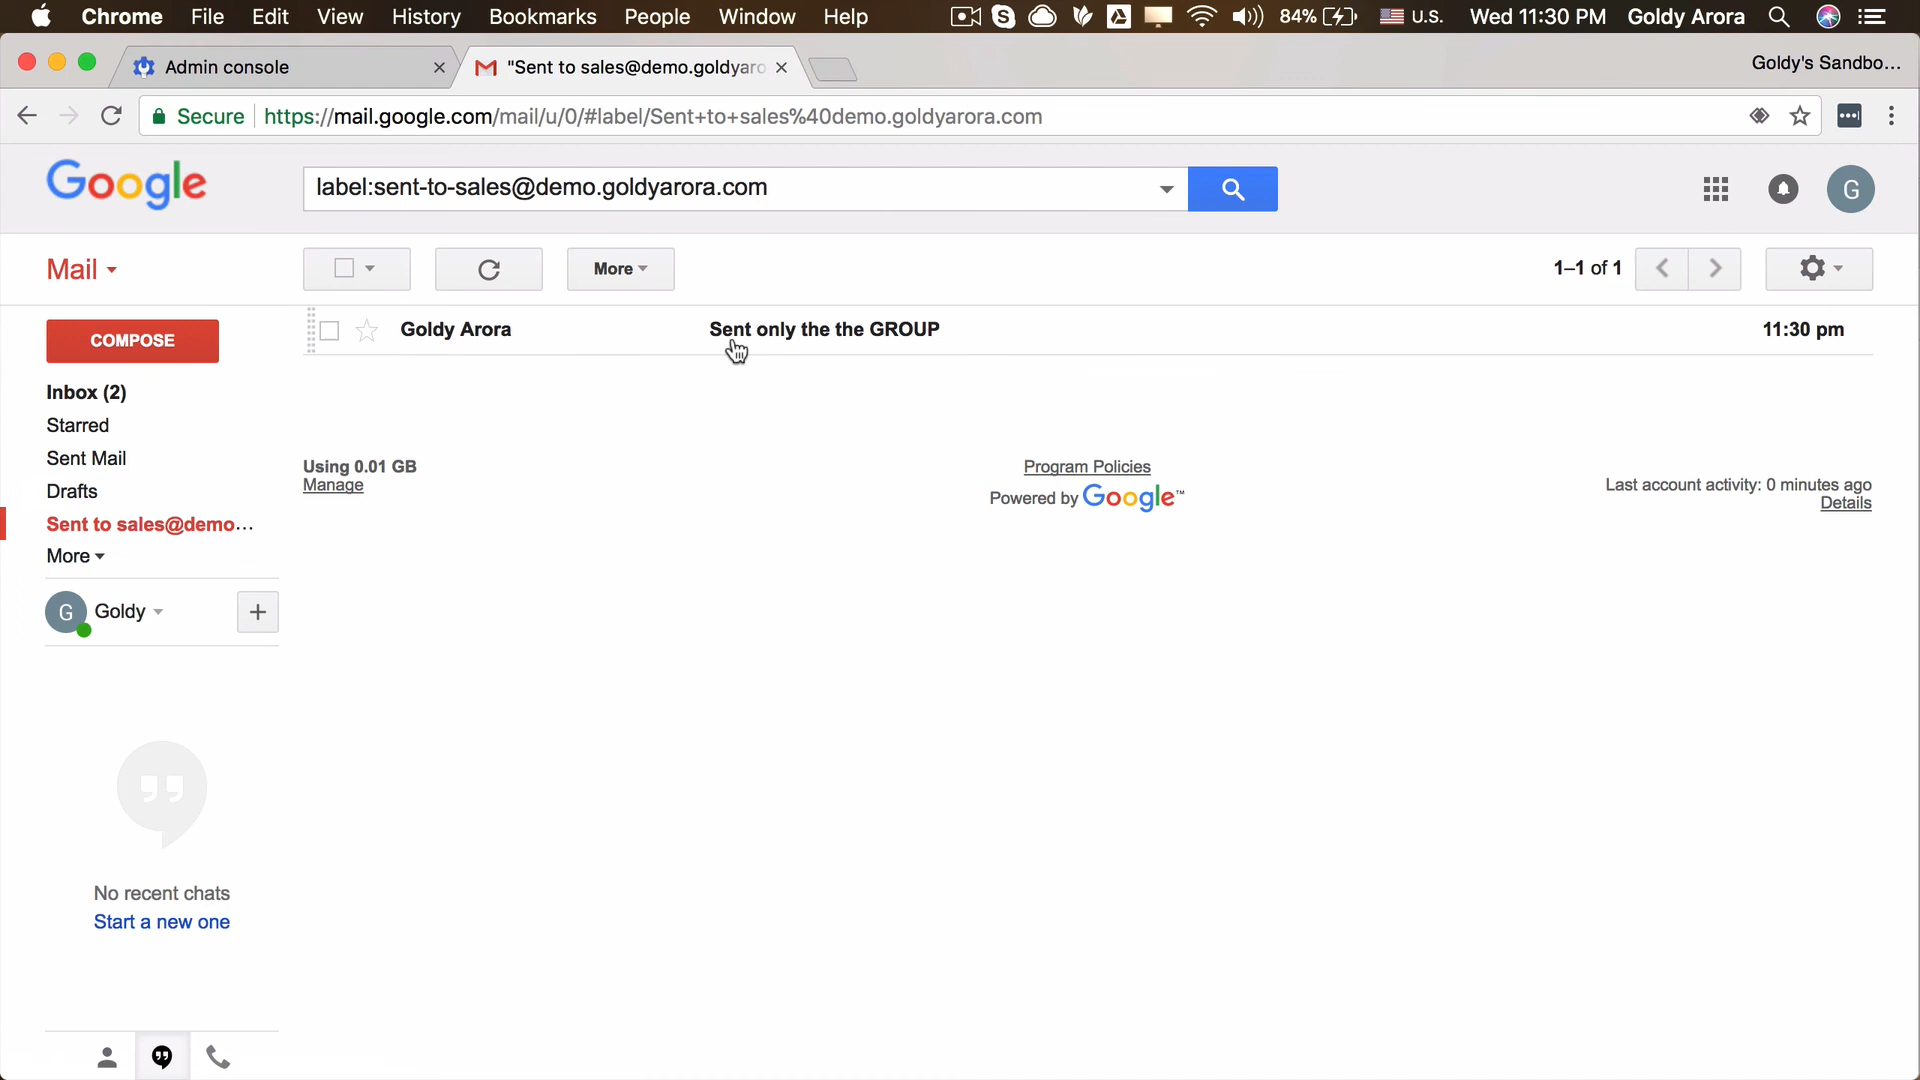 Chrome File Edit View History Bookmarks People Window Help 84% U.S. Wed 11:30 PM Goldy Arora
Admin console "Sent to sales@demo.goldyaro Goldy's Sandbo...
Secure https://mail.google.com/mail/u/0/#label/Sent+to+sales%40demo.goldyarora.com
Google label:sent-to-sales@demo.goldyarora.com G
Mail More 1–1 of 1
COMPOSE
Goldy Arora Sent only the the GROUP 11:30 pm
Inbox (2)
Starred
Sent Mail
Drafts
Sent to sales@demo...
More
Using 0.01 GB
Manage
Program Policies
Powered by Google™
Last account activity: 0 minutes ago
Details
G Goldy +
No recent chats
Start a new one